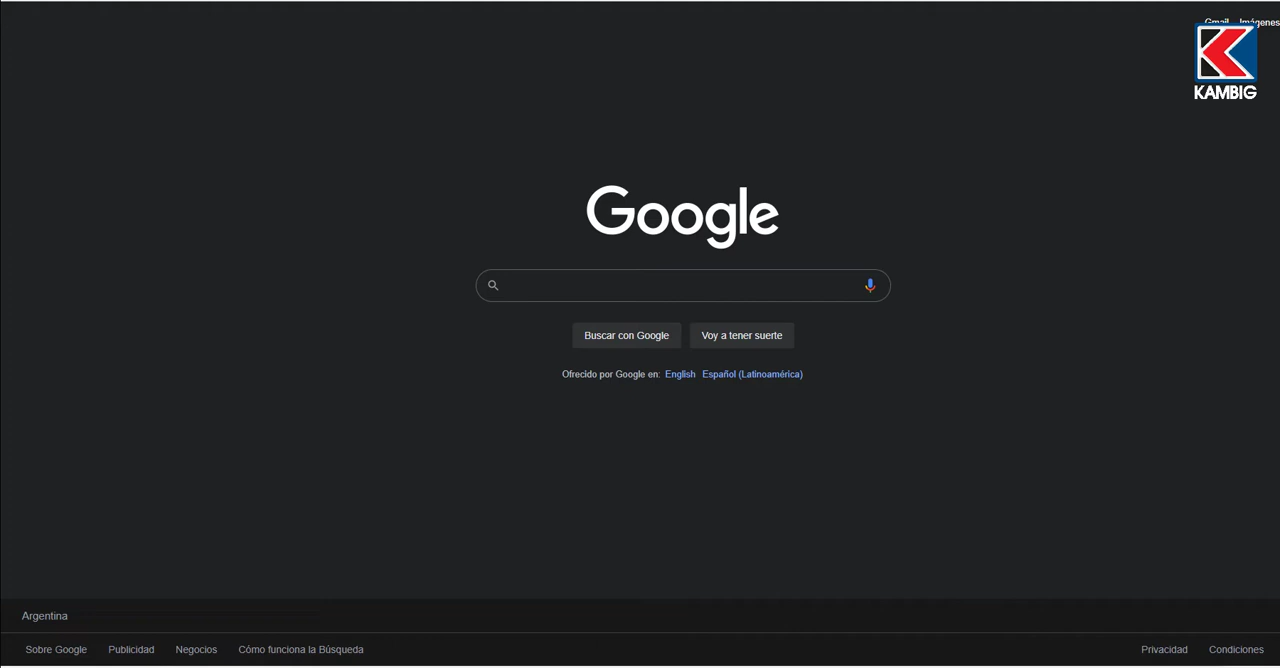 Gmail Imágenes
KAMBIG
Google
Buscar con Google Voy a tener suerte
Ofrecido por Google en: English Español (Latinoamérica)
Argentina
Sobre Google Publicidad Negocios Cómo funciona la Búsqueda Privacidad Condiciones